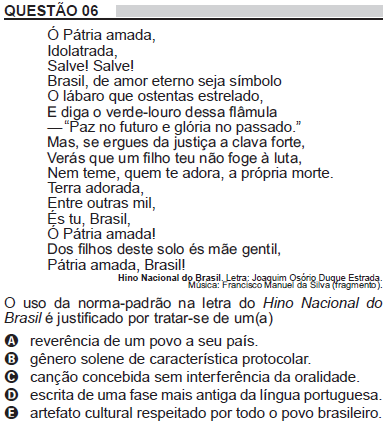 QUESTÃO 06
Ó Pátria amada,
Idolatrada,
Salve! Salve!
Brasil, de amor eterno seja símbolo
O lábaro que ostentas estrelado,
E diga o verde-louro dessa flâmula
— “Paz no futuro e glória no passado.”
Mas, se ergues da justiça a clava forte,
Verás que um filho teu não foge à luta,
Nem teme, quem te adora, a própria morte.
Terra adorada,
Entre outras mil,
És tu, Brasil,
Ó Pátria amada!
Dos filhos deste solo és mãe gentil,
Pátria amada, Brasil!
Hino Nacional do Brasil. Letra: Joaquim Osório Duque Estrada.
Música: Francisco Manuel da Silva (fragmento).
O uso da norma-padrão na letra do Hino Nacional do
Brasil é justificado por tratar-se de um(a)
A reverência de um povo a seu país.
B gênero solene de característica protocolar.
C canção concebida sem interferência da oralidade.
D escrita de uma fase mais antiga da língua portuguesa.
E artefato cultural respeitado por todo o povo brasileiro.